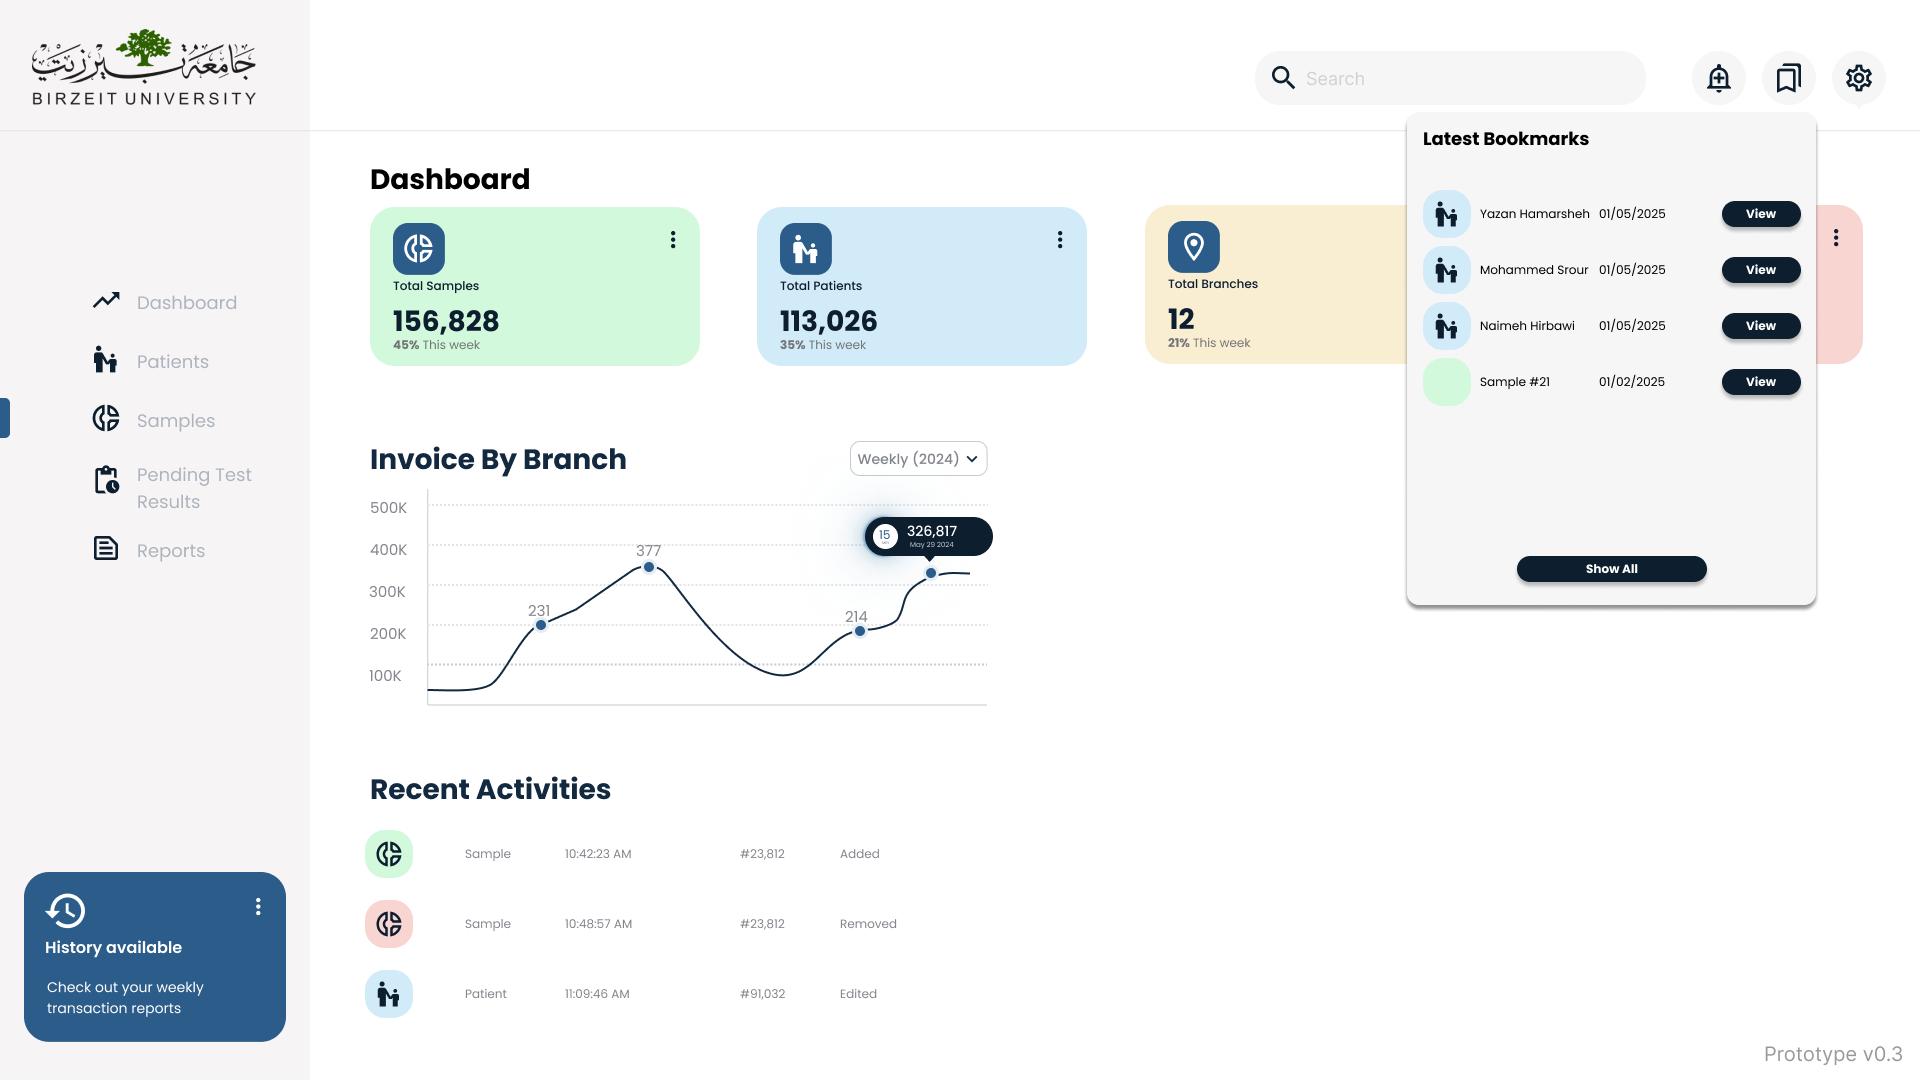 جامعة بيرزيت
BIRZEIT UNIVERSITY
Search
Dashboard
Patients
Samples
Pending Test
Results
Reports
History available
Check out your weekly
transaction reports
Dashboard
Total Samples
156,828
45% This week
Total Patients
113,026
35% This week
Total Branches
12
21% This week
Latest Bookmarks
Yazan Hamarsheh 01/05/2025 View
Mohammed Srour 01/05/2025 View
Naimeh Hirbawi 01/05/2025 View
Sample #21 01/02/2025 View
Show All
Invoice By Branch
Weekly (2024)
500K
400K
300K
200K
100K
231
377
214
15
326,817
May 29 2024
Recent Activities
Sample 10:42:23 AM #23,812 Added
Sample 10:48:57 AM #23,812 Removed
Patient 11:09:46 AM #91,032 Edited
Prototype v0.3